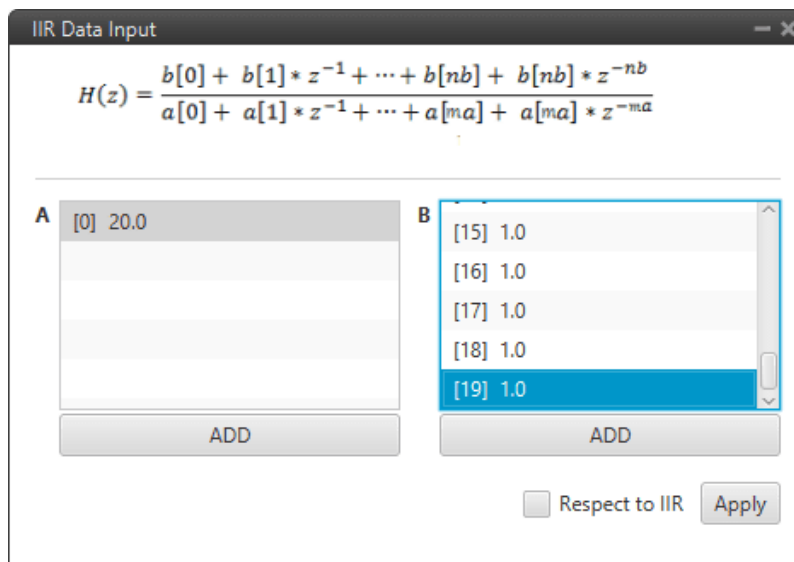 IIR Data Input
H(z) = \frac{b[0] + b[1] * z^{-1} + ⋯ + b[nb] + b[nb] * z^{-nb}}{a[0] + a[1] * z^{-1} + ⋯ + a[ma] + a[ma] * z^{-ma}}
A
[0] 20.0
ADD
B
[15] 1.0
[16] 1.0
[17] 1.0
[18] 1.0
[19] 1.0
ADD
Respect to IIR
Apply